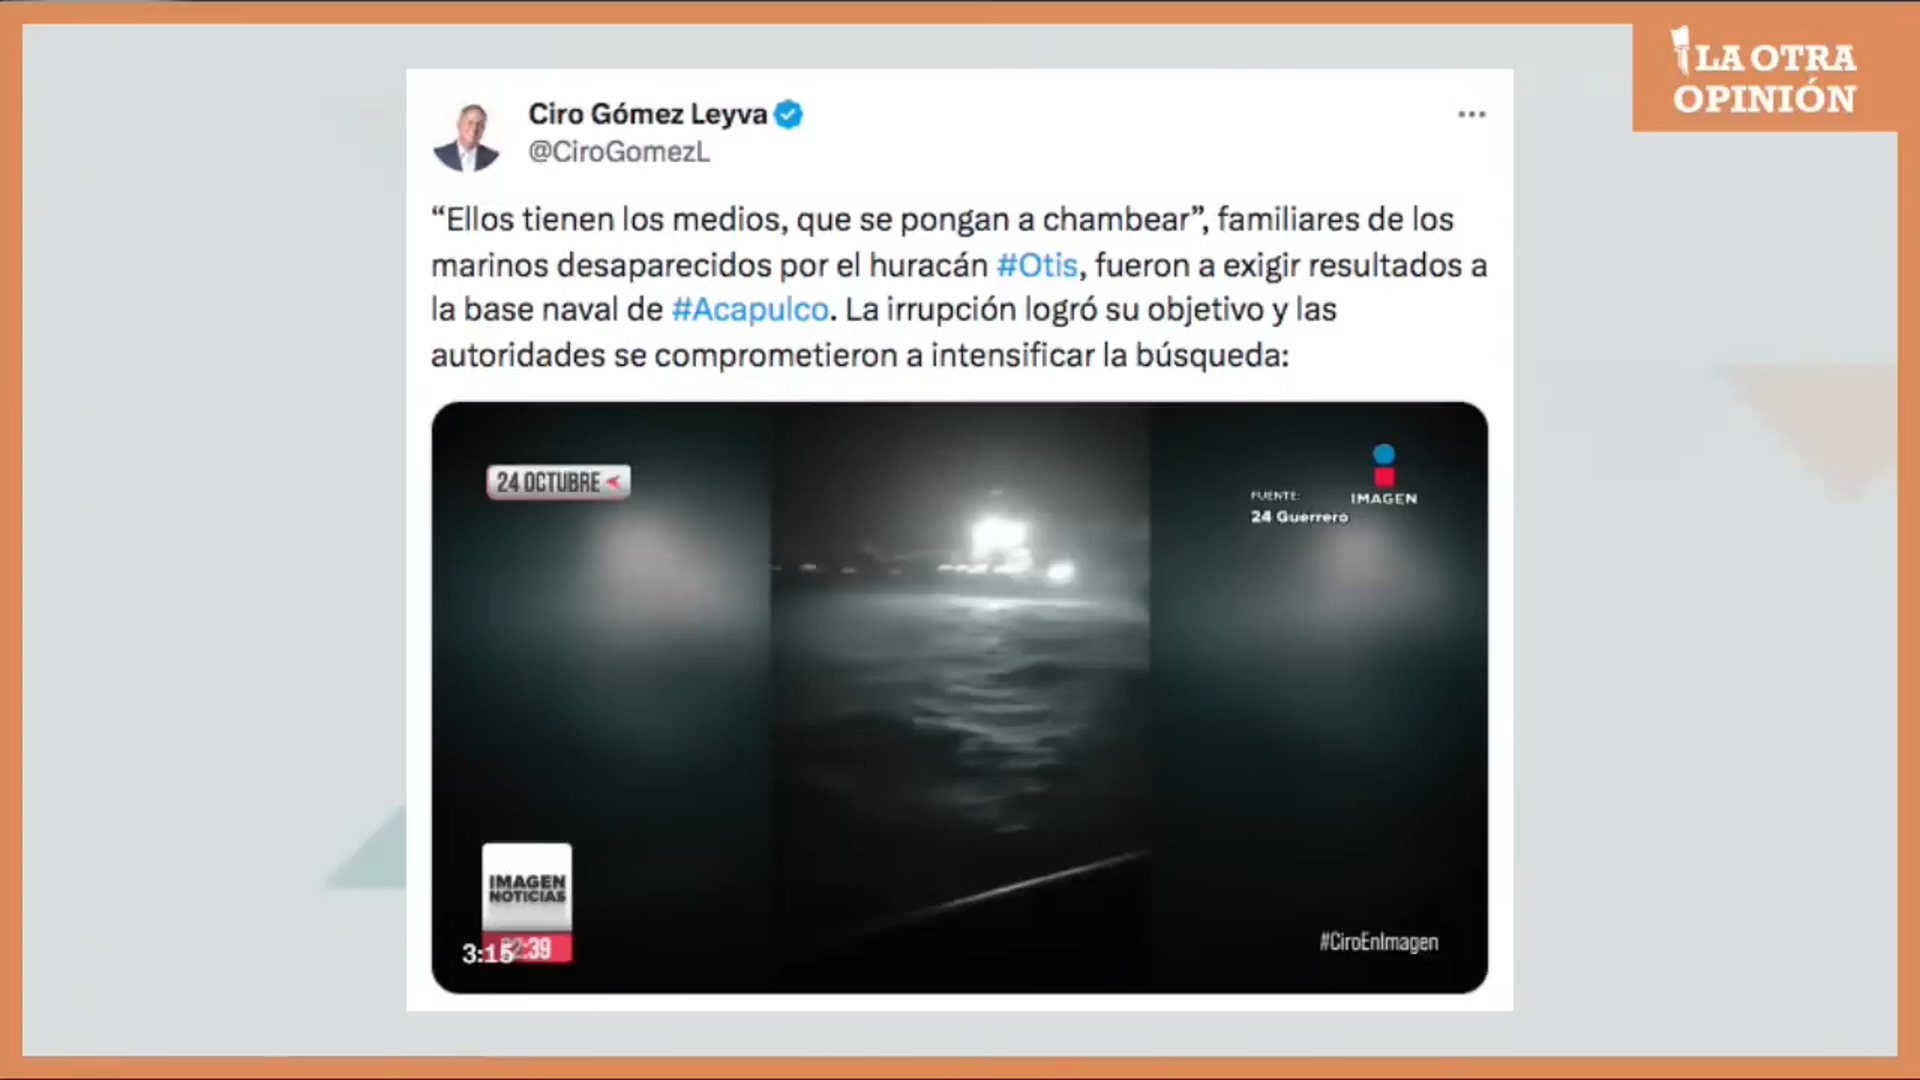 LA OTRA
OPINIÓN
Ciro Gómez Leyva
@CiroGomezL
“Ellos tienen los medios, que se pongan a chambear”, familiares de los
marinos desaparecidos por el huracán #Otis, fueron a exigir resultados a
la base naval de #Acapulco. La irrupción logró su objetivo y las
autoridades se comprometieron a intensificar la búsqueda:
24 OCTUBRE
IMAGEN
FUENTE:
24 Guerrero
IMAGEN
NOTICIAS
3:15
2:39
#CiroEnImagen